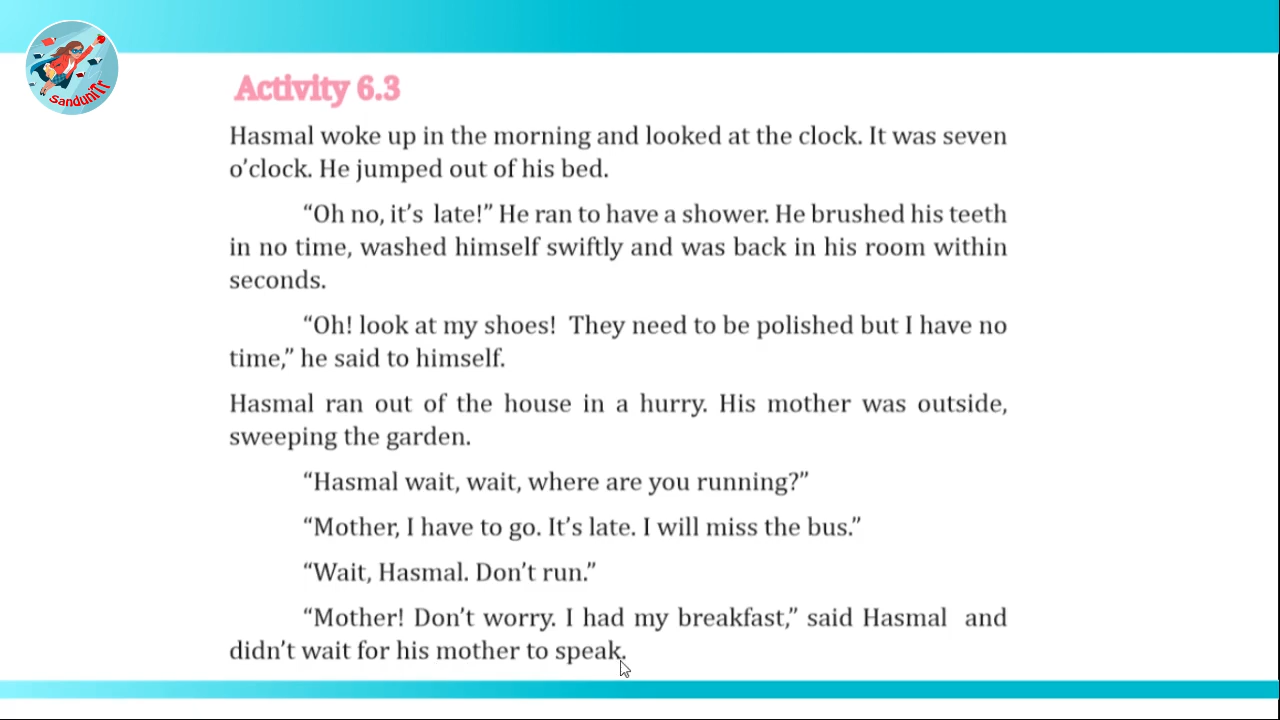 SanduniTr
Activity 6.3
Hasmal woke up in the morning and looked at the clock. It was seven
o’clock. He jumped out of his bed.
“Oh no, it’s late!” He ran to have a shower. He brushed his teeth
in no time, washed himself swiftly and was back in his room within
seconds.
“Oh! look at my shoes! They need to be polished but I have no
time,” he said to himself.
Hasmal ran out of the house in a hurry. His mother was outside,
sweeping the garden.
“Hasmal wait, wait, where are you running?”
“Mother, I have to go. It’s late. I will miss the bus.”
“Wait, Hasmal. Don’t run.”
“Mother! Don’t worry. I had my breakfast,” said Hasmal and
didn’t wait for his mother to speak.